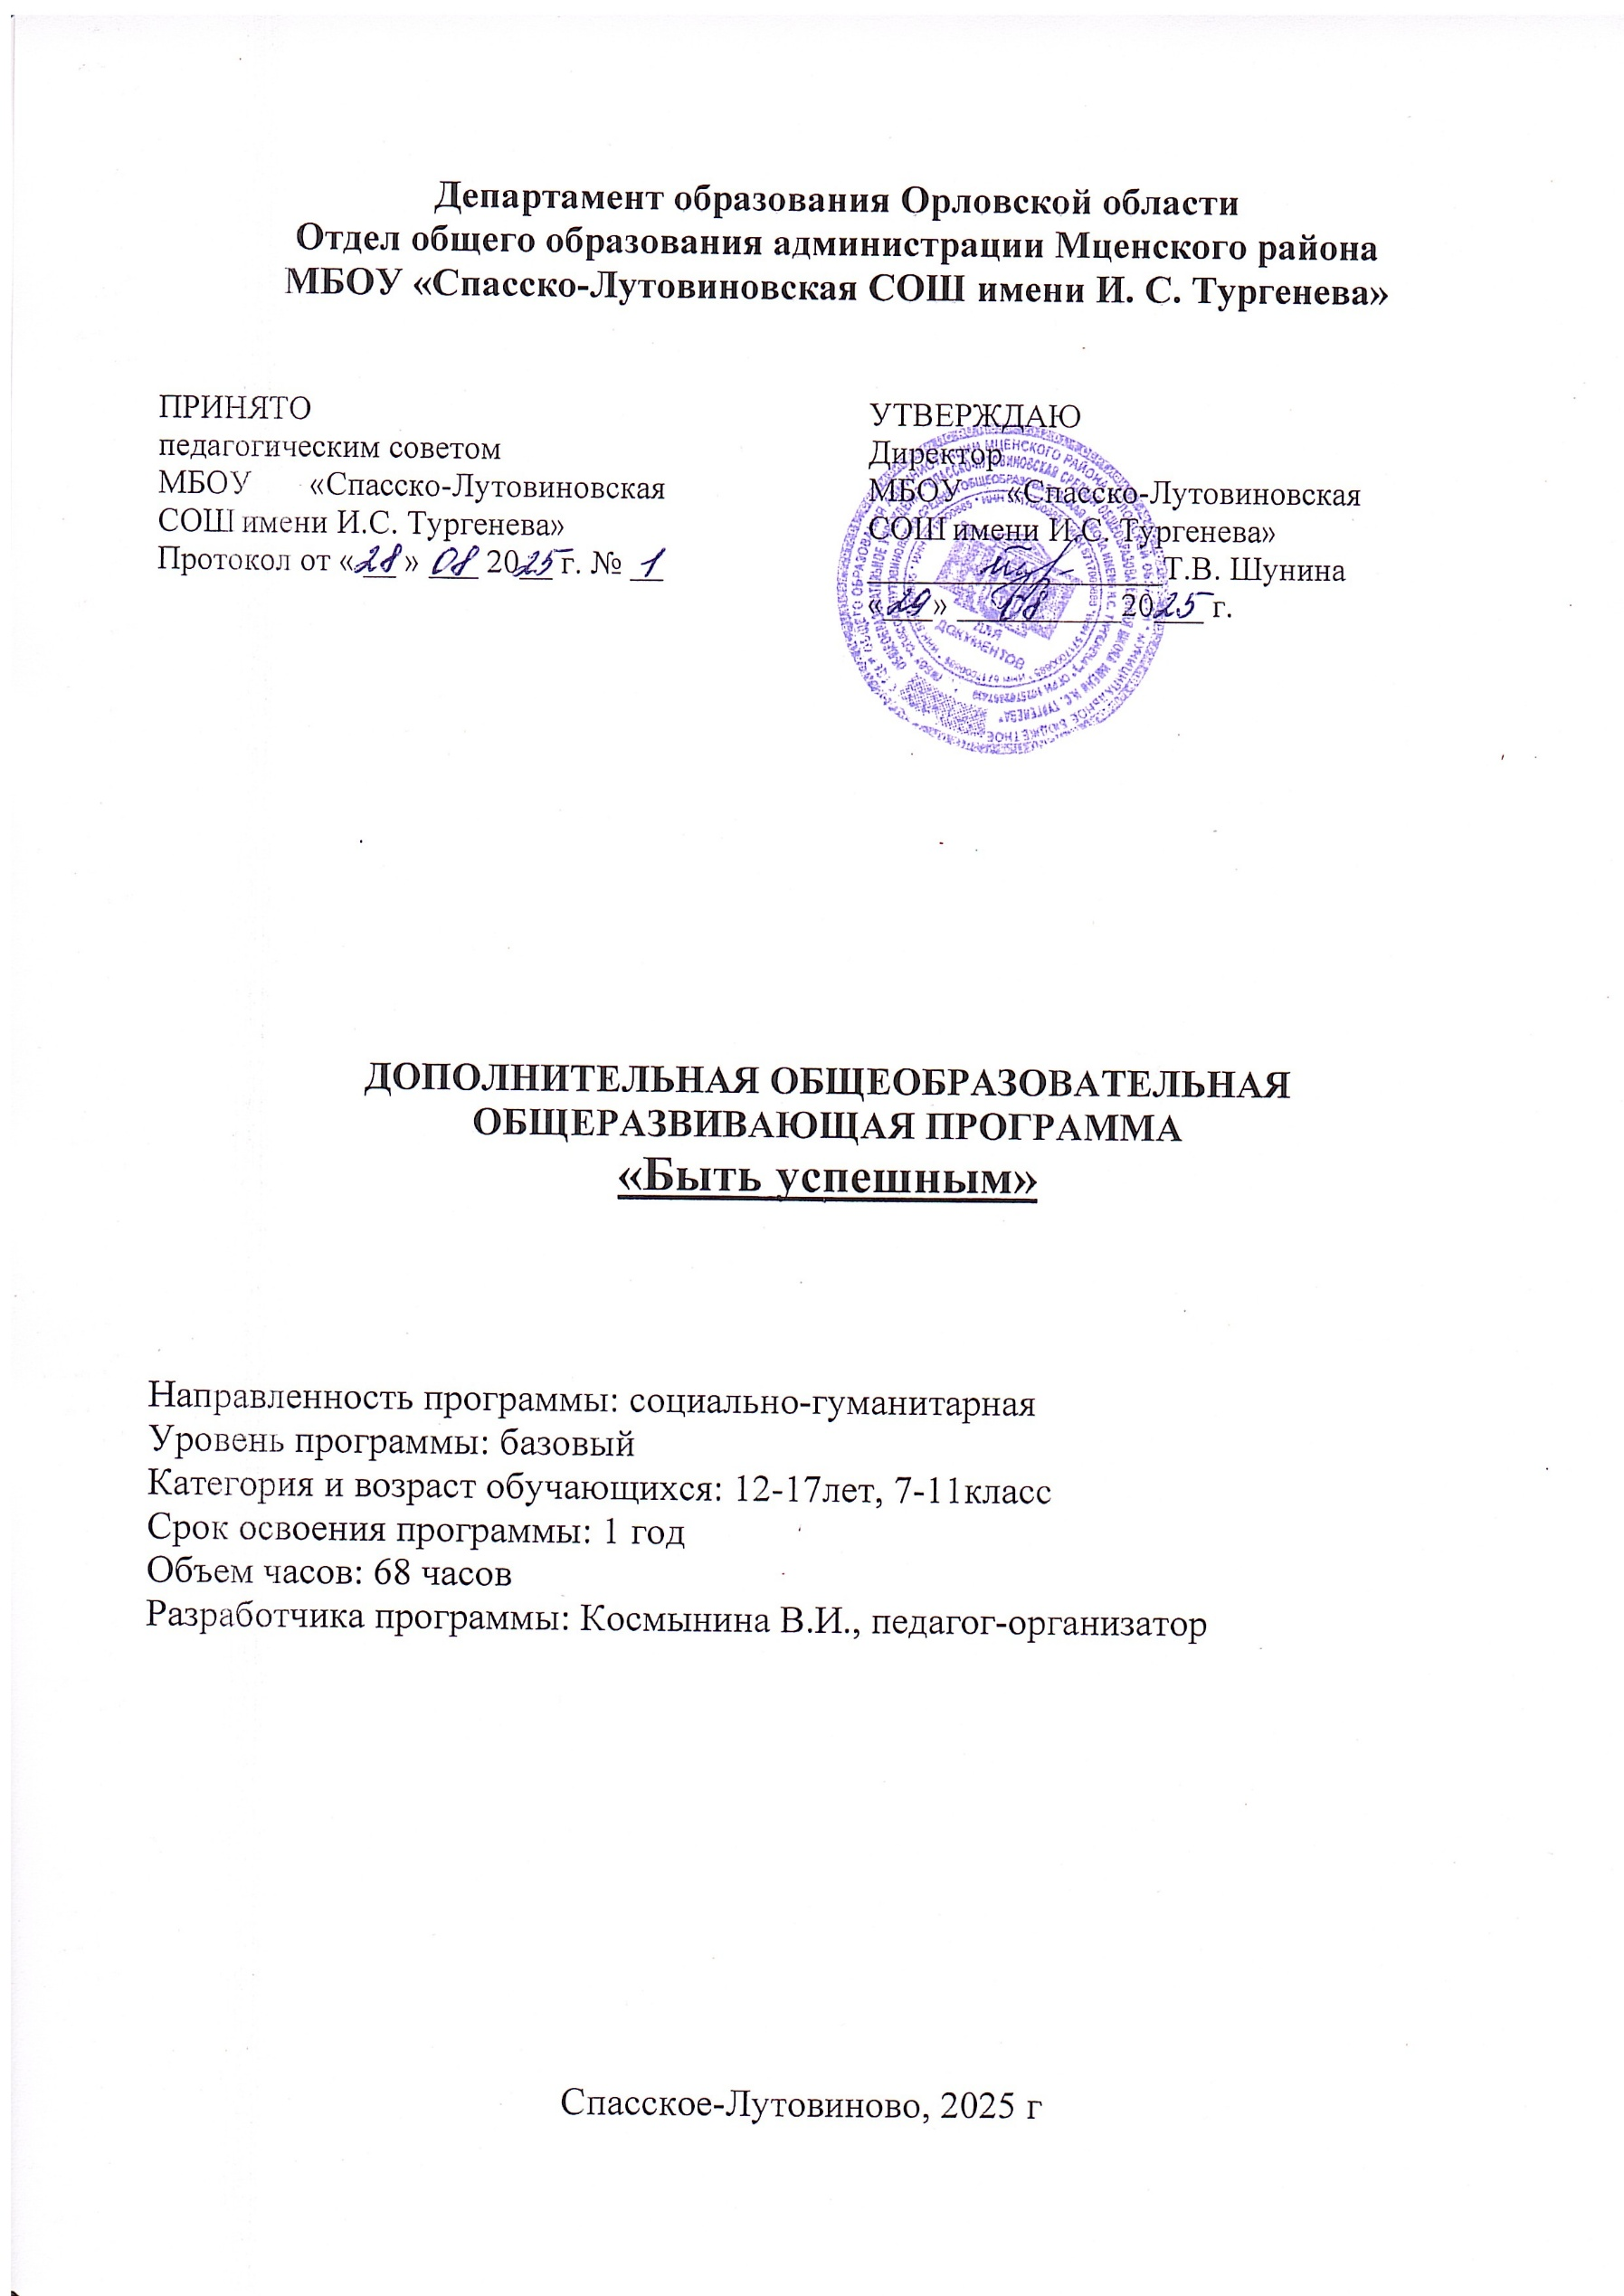 Департамент образования Орловской области
Отдел общего образования администрации Мценского района
МБОУ «Спасско-Лутовиновская СОШ имени И. С. Тургенева»
ПРИНЯТО
педагогическим советом
МБОУ «Спасско-Лутовиновская
СОШ имени И.С. Тургенева»
Протокол от «28» 08 2025 г. № 1
УТВЕРЖДАЮ
Директор
МБОУ «Спасско-Лутовиновская
СОШ имени И.С. Тургенева»
Т.В. Шунина
«29» 08 2025 г.
ДЛЯ
ДОКУМЕНТОВ
ДОПОЛНИТЕЛЬНАЯ ОБЩЕОБРАЗОВАТЕЛЬНАЯ
ОБЩЕРАЗВИВАЮЩАЯ ПРОГРАММА
«Быть успешным»
Направленность программы: социально-гуманитарная
Уровень программы: базовый
Категория и возраст обучающихся: 12-17лет, 7-11класс
Срок освоения программы: 1 год
Объем часов: 68 часов
Разработчика программы: Космынина В.И., педагог-организатор
Спасское-Лутовиново, 2025 г